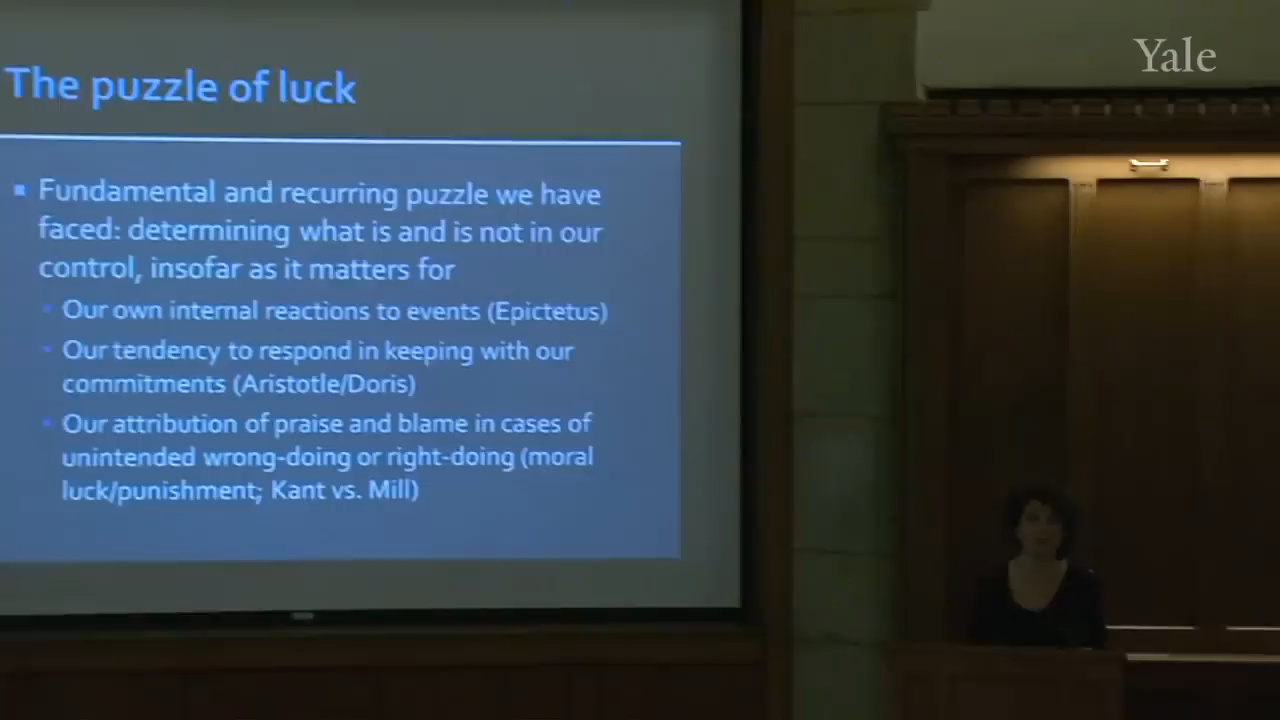 The puzzle of luck
Yale
Fundamental and recurring puzzle we have
faced: determining what is and is not in our
control, insofar as it matters for
Our own internal reactions to events (Epictetus)
Our tendency to respond in keeping with our
commitments (Aristotle/Doris)
Our attribution of praise and blame in cases of
unintended wrong-doing or right-doing (moral
luck/punishment; Kant vs. Mill)